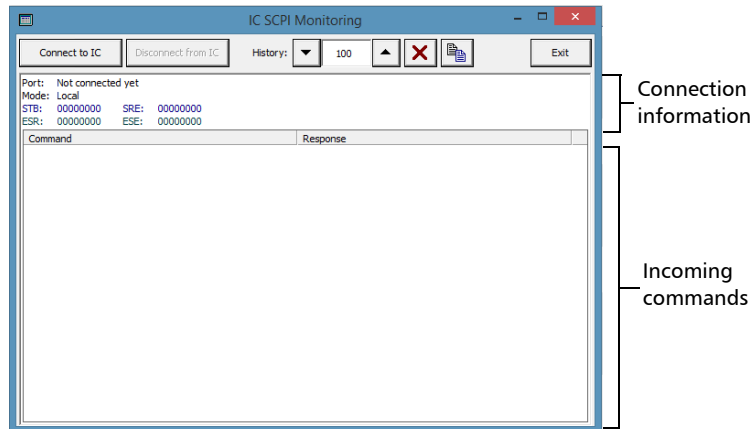 IC SCPI Monitoring
Connect to IC Disconnect from IC History: 100 Exit
Port: Not connected yet
Mode: Local
STB: 00000000 SRE: 00000000
ESR: 00000000 ESE: 00000000
Command Response
Connection
information
Incoming
commands